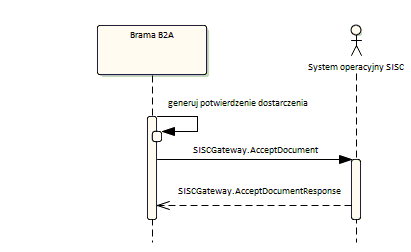 Brama B2A
System operacyjny SISC
generuj potwierdzenie dostarczenia
SISCGateway.AcceptDocument
SISCGateway.AcceptDocumentResponse